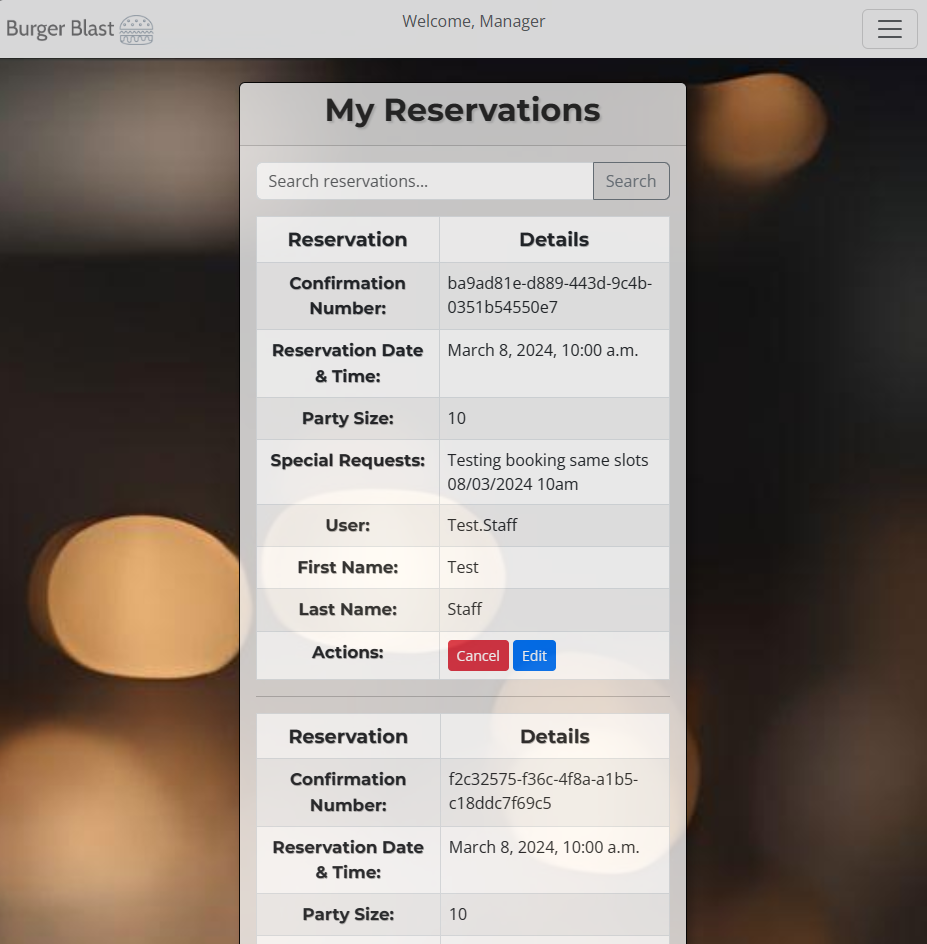 Burger Blast
Welcome, Manager
My Reservations
Search reservations... Search
Reservation Details
Confirmation Number: ba9ad81e-d889-443d-9c4b-
0351b54550e7
Reservation Date & Time: March 8, 2024, 10:00 a.m.
Party Size: 10
Special Requests: Testing booking same slots
08/03/2024 10am
User: Test.Staff
First Name: Test
Last Name: Staff
Actions: Cancel Edit
Reservation Details
Confirmation Number: f2c32575-f36c-4f8a-a1b5-
c18ddc7f69c5
Reservation Date & Time: March 8, 2024, 10:00 a.m.
Party Size: 10